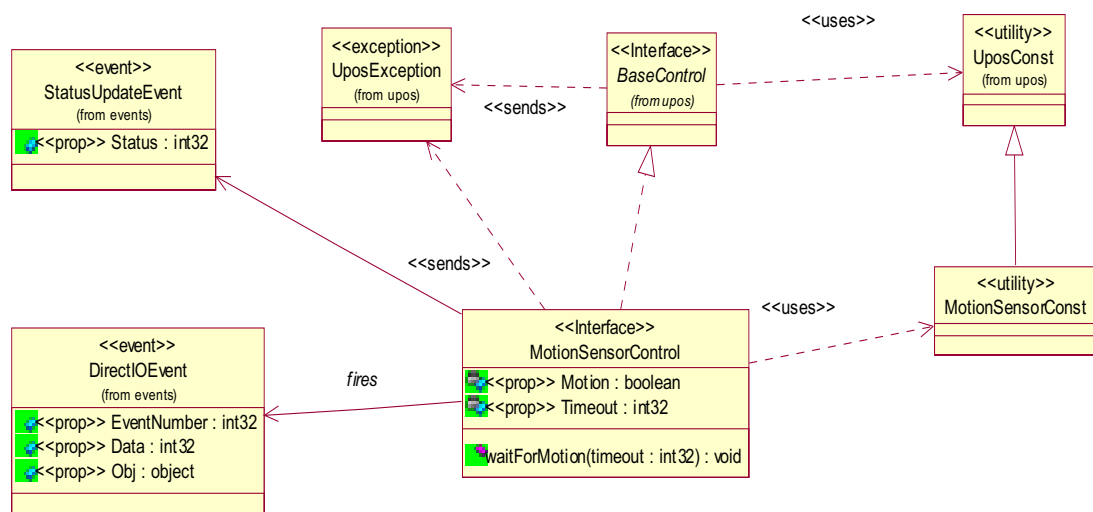 <<uses>>
<<exception>>
UposException
(from upos)
<<Interface>>
BaseControl
(from upos)
<<utility>>
UposConst
(from upos)
<<event>>
StatusUpdateEvent
(from events)
<<prop>> Status : int32
<<sends>>
<<sends>>
<<utility>>
MotionSensorConst
<<uses>>
<<Interface>>
MotionSensorControl
<<prop>> Motion : boolean
<<prop>> Timeout : int32
waitForMotion(timeout : int32) : void
fires
<<event>>
DirectIOEvent
(from events)
<<prop>> EventNumber : int32
<<prop>> Data : int32
<<prop>> Obj : object